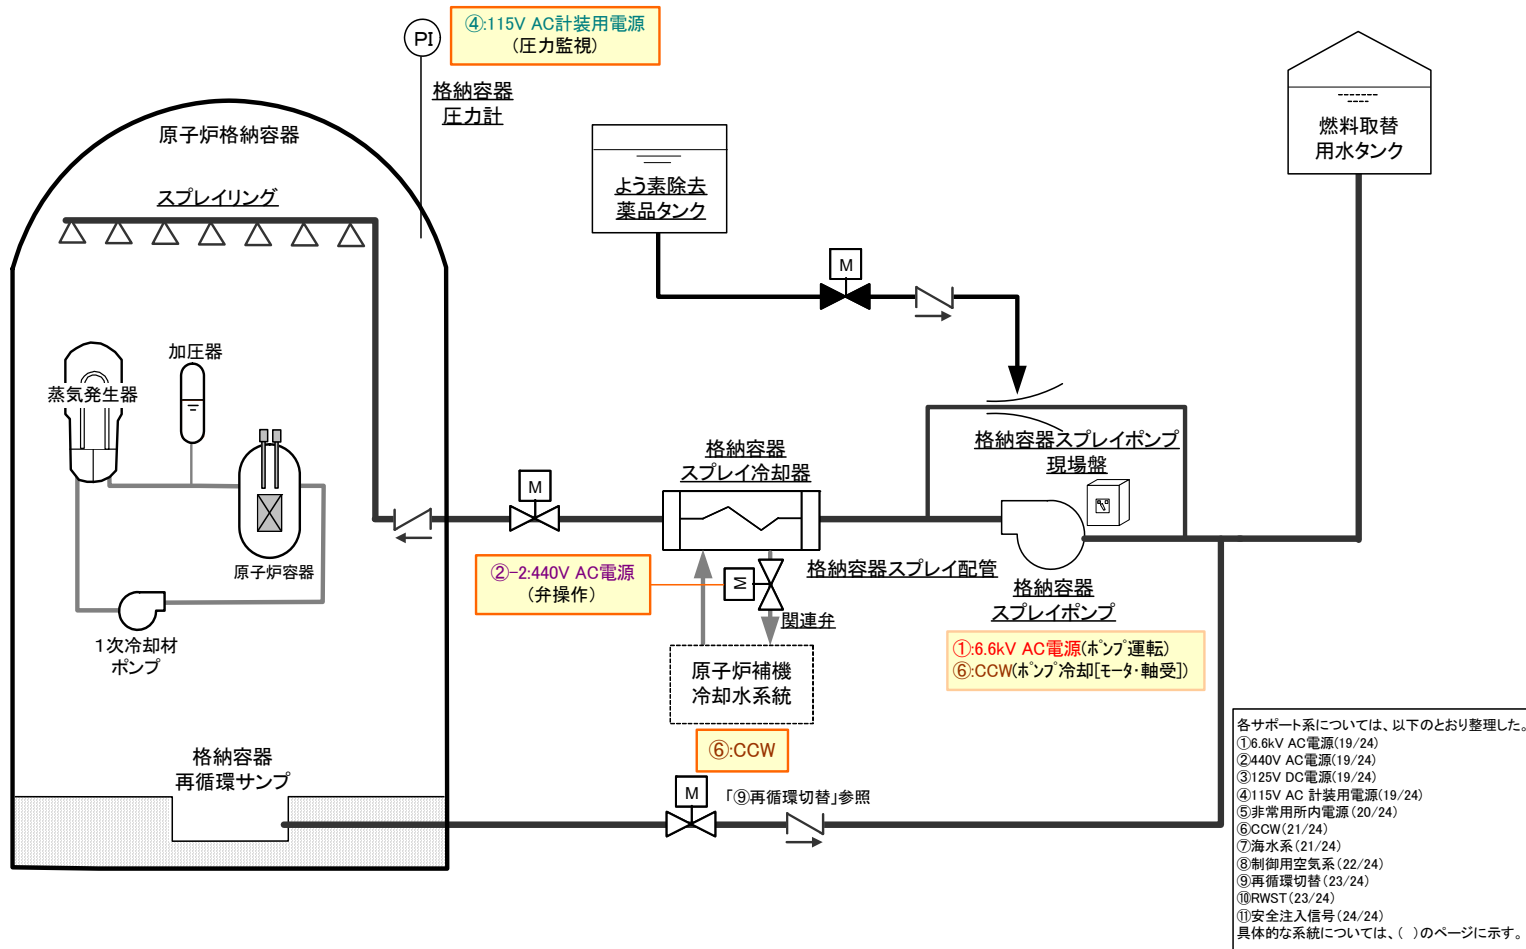 ④:115V AC計装用電源
(圧力監視)
PI
格納容器
圧力計
原子炉格納容器
スプレイリング
よう素除去
薬品タンク
燃料取替
用水タンク
M
加圧器
蒸気発生器
原子炉容器
1次冷却材
ポンプ
格納容器
スプレイ冷却器
M
格納容器スプレイポンプ
現場盤
②-2:440V AC電源
(弁操作)
M
格納容器スプレイ配管
関連弁
格納容器
スプレイポンプ
①:6.6kV AC電源(ポンプ運転)
⑥:CCW(ポンプ冷却[モータ・軸受])
原子炉補機
冷却水系統
⑥:CCW
格納容器
再循環サンプ
M
「⑨再循環切替」参照
各サポート系については、以下のとおり整理した。
①6.6kV AC電源(19/24)
②440V AC電源(19/24)
③125V DC電源(19/24)
④115V AC 計装用電源(19/24)
⑤非常用所内電源(20/24)
⑥CCW(21/24)
⑦海水系(21/24)
⑧制御用空気系(22/24)
⑨再循環切替(23/24)
⑩RWST(23/24)
⑪安全注入信号(24/24)
具体的な系統については、( )のページに示す。